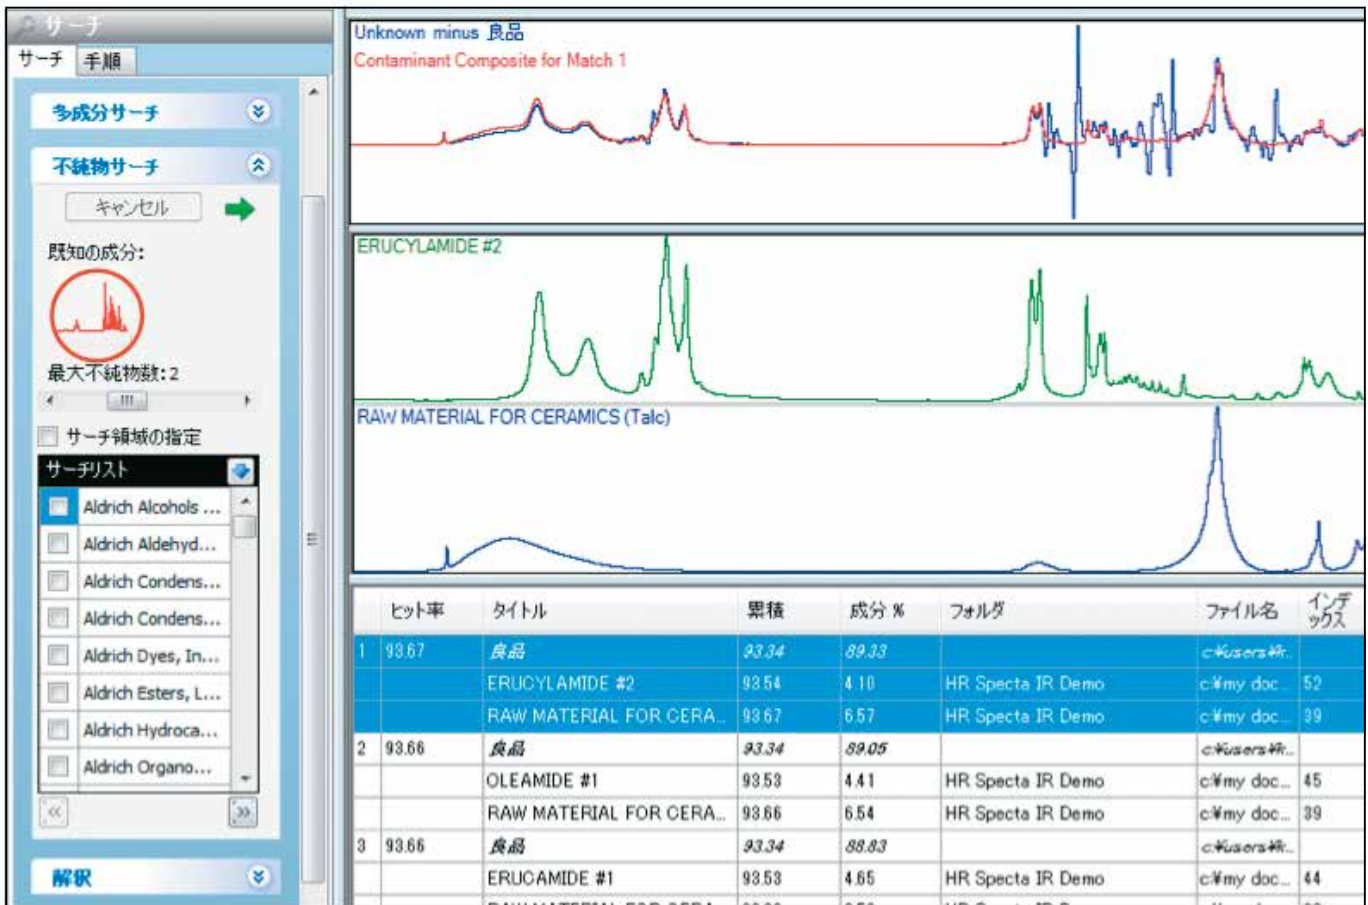 サーチ
サーチ 手順
多成分サーチ
不純物サーチ
キャンセル
既知の成分:
最大不純物数:2
サーチ領域の指定
サーチリスト
Aldrich Alcohols ...
Aldrich Aldehyd...
Aldrich Condens...
Aldrich Condens...
Aldrich Dyes, In...
Aldrich Esters, L...
Aldrich Hydroca...
Aldrich Organo...
解釈
Unknown minus 良品
Contaminant Composite for Match 1
ERUCYLAMIDE #2
RAW MATERIAL FOR CERAMICS (Talc)
ヒット率 タイトル 累積 成分 % フォルダ ファイル名 インデックス
1 93.67 良品 93.34 89.33
ERUCYLAMIDE #2 93.54 4.10 HR Specta IR Demo c:¥my doc... 52
RAW MATERIAL FOR CERA... 93.67 6.57 HR Specta IR Demo c:¥my doc... 39
2 93.66 良品 93.34 89.05
OLEAMIDE #1 93.53 4.41 HR Specta IR Demo c:¥my doc... 45
RAW MATERIAL FOR CERA... 93.66 6.54 HR Specta IR Demo c:¥my doc... 39
3 93.66 良品 93.34 88.83
ERUCAMIDE #1 93.53 4.65 HR Specta IR Demo c:¥my doc... 44